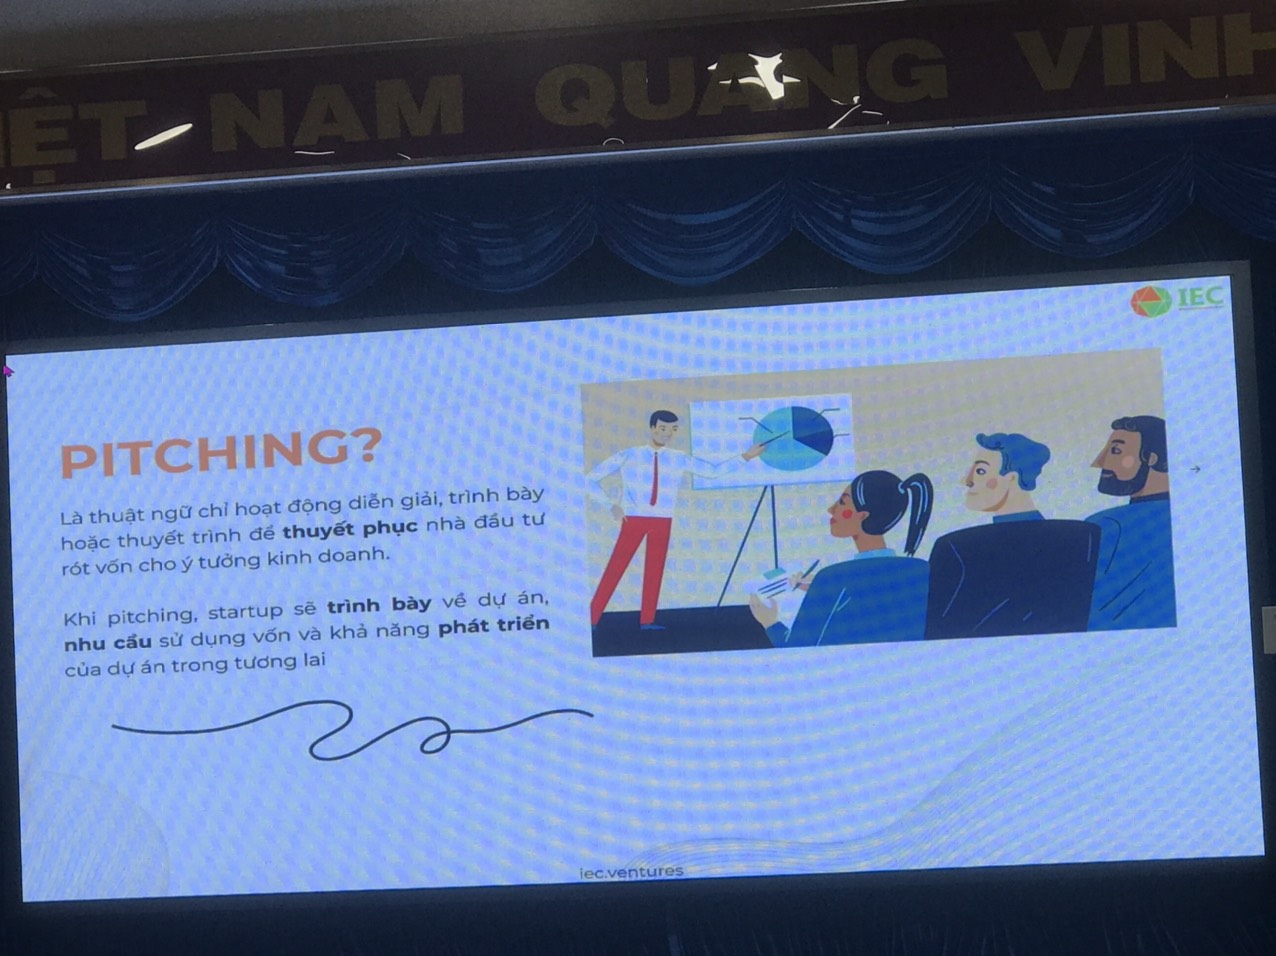 VIỆT NAM QUANG VINH
IEC
PITCHING?
Là thuật ngữ chỉ hoạt động diễn giải, trình bày
hoặc thuyết trình để thuyết phục nhà đầu tư
rót vốn cho ý tưởng kinh doanh.
Khi pitching, startup sẽ trình bày về dự án,
nhu cầu sử dụng vốn và khả năng phát triển
của dự án trong tương lai
iec.ventures